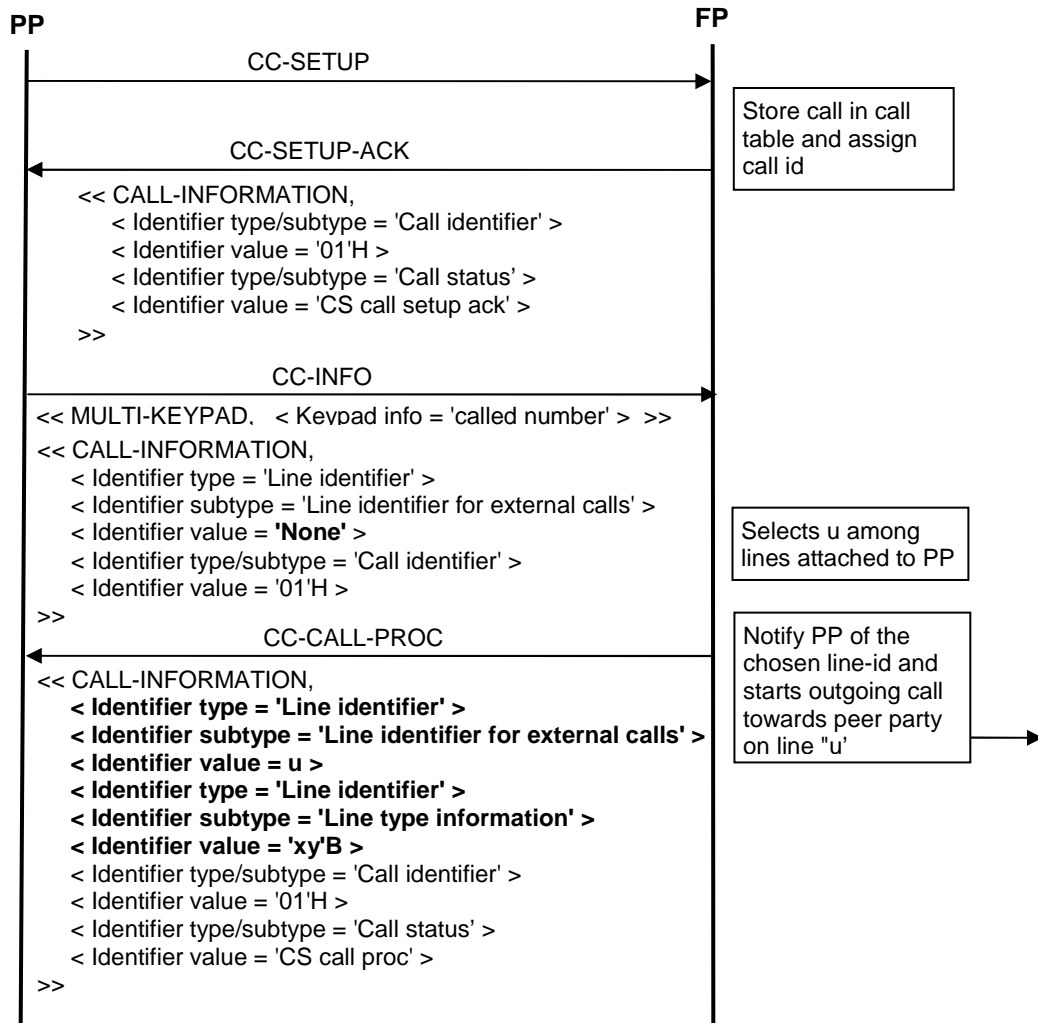 PP
FP
CC-SETUP
Store call in call
table and assign
call id
CC-SETUP-ACK
<< CALL-INFORMATION,
< Identifier type/subtype = 'Call identifier' >
< Identifier value = '01'H >
< Identifier type/subtype = 'Call status’ >
< Identifier value = 'CS call setup ack' >
>>
CC-INFO
<< MULTI-KEYPAD, < Keypad info = 'called number' > >>
<< CALL-INFORMATION,
< Identifier type = 'Line identifier' >
< Identifier subtype = 'Line identifier for external calls' >
< Identifier value = 'None' >
< Identifier type/subtype = 'Call identifier' >
< Identifier value = '01'H >
>>
Selects u among
lines attached to PP
CC-CALL-PROC
<< CALL-INFORMATION,
< Identifier type = 'Line identifier' >
< Identifier subtype = 'Line identifier for external calls' >
< Identifier value = u >
< Identifier type = 'Line identifier' >
< Identifier subtype = 'Line type information' >
< Identifier value = 'xy'B >
< Identifier type/subtype = 'Call identifier' >
< Identifier value = '01'H >
< Identifier type/subtype = 'Call status’ >
< Identifier value = 'CS call proc' >
>>
Notify PP of the
chosen line-id and
starts outgoing call
towards peer party
on line "u’